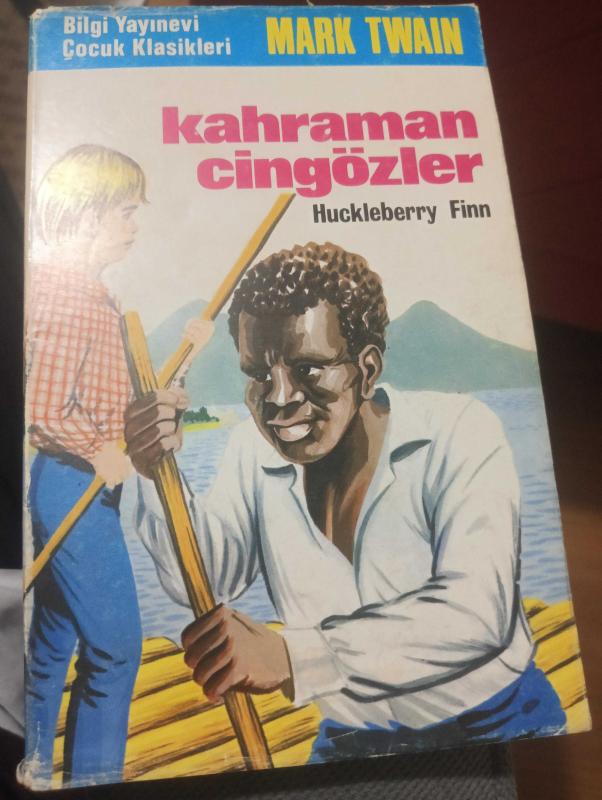 Bilgi Yayınevi
Çocuk Klasikleri
MARK TWAIN
kahraman
cingözler
Huckleberry Finn